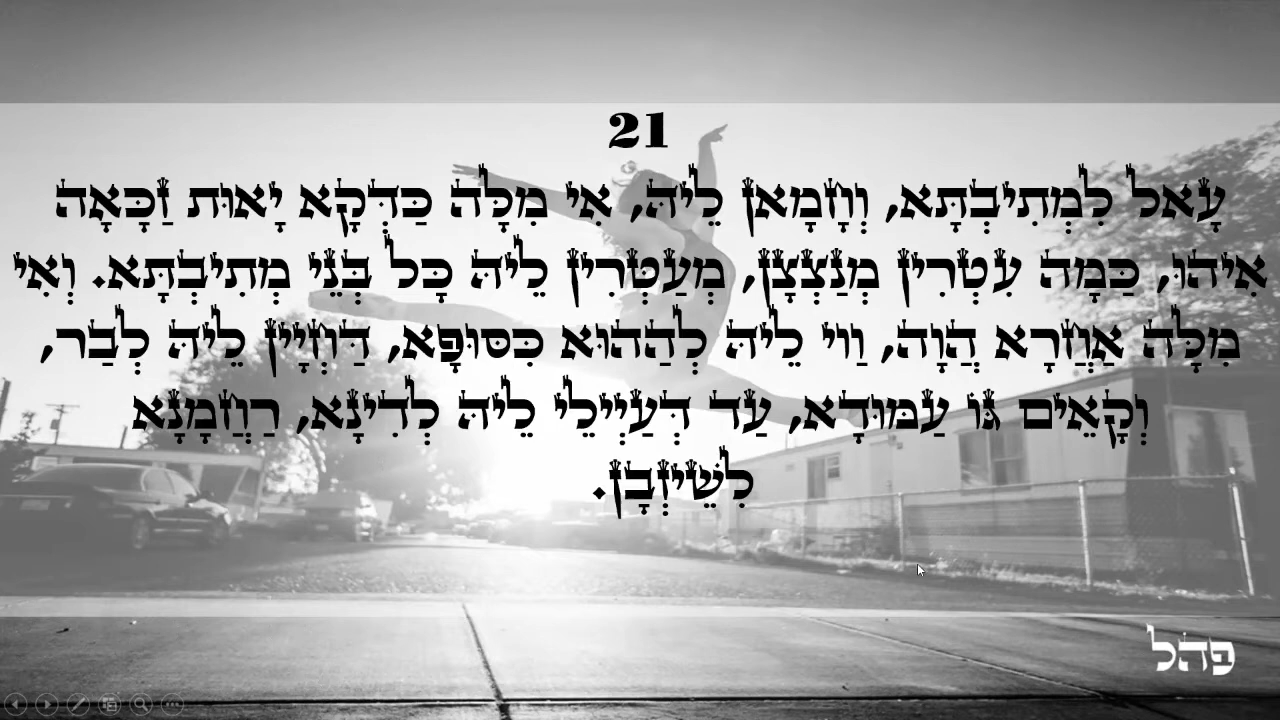 21
עָאל לִמְתִיבְתָּא, וְחָמָאן לֵיהּ, אִי מִלָּה כַּדְּקָא יָאוּת זַכָּאָה
אִיהוּ, כַּמָּה עִטְרִין מְנַצְּצָן, מְעַטְּרִין לֵיהּ כָּל בְּנֵי מְתִיבְתָּא. וְאִי
מִלָּה אַחֲרָא הֲוָה, וַוי לֵיהּ לְהַהוּא כִּסּוּפָא, דַּחְיָין לֵיהּ לְבַר,
וְקָאֵים גּוֹ עַמּוּדָא, עַד דְּעַיְילֵי לֵיהּ לְדִינָא, רַחֲמָנָא
לִשֵׁיזְבָן.
פהל